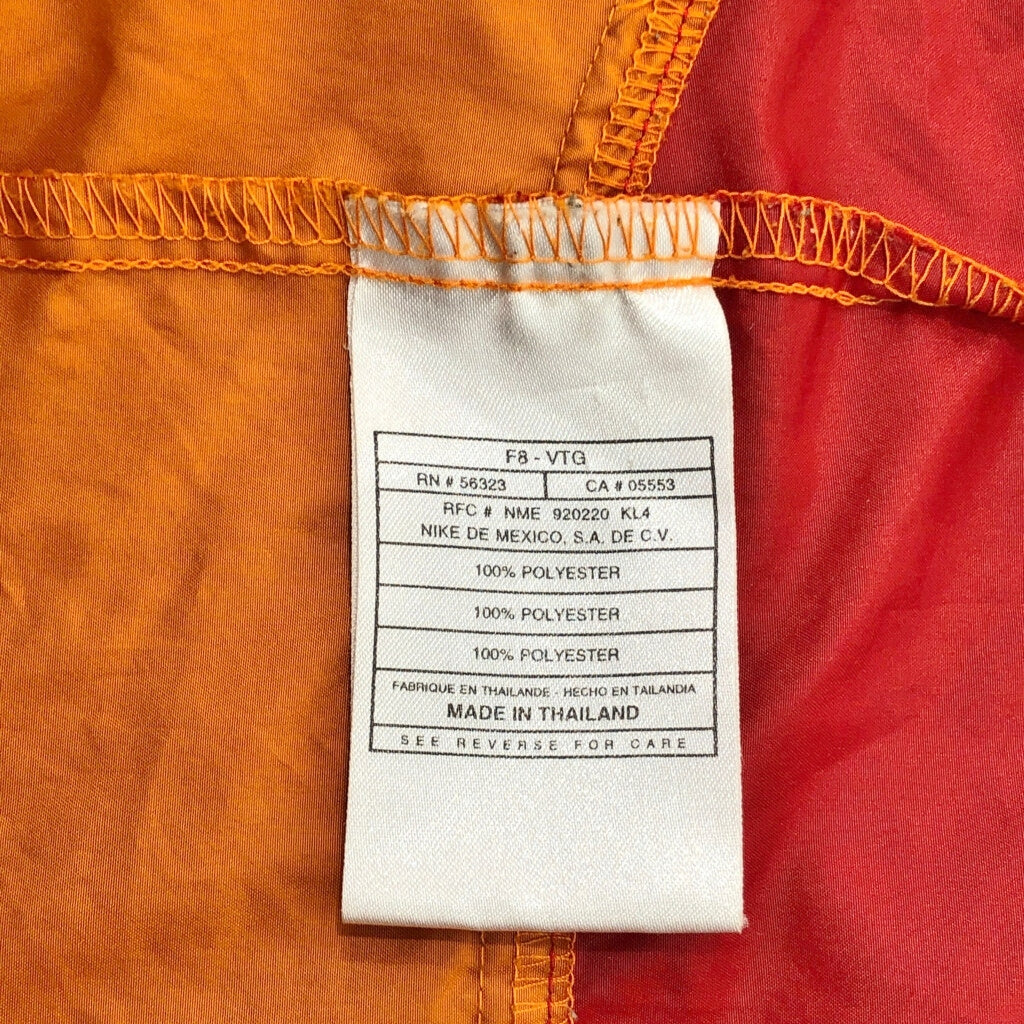 F8 - VTG
RN # 56323 CA # 05553
RFC # NME 920220 KL4
NIKE DE MEXICO, S.A. DE C.V.
100% POLYESTER
100% POLYESTER
100% POLYESTER
FABRIQUE EN THAILANDE - HECHO EN TAILANDIA
MADE IN THAILAND
SEE REVERSE FOR CARE